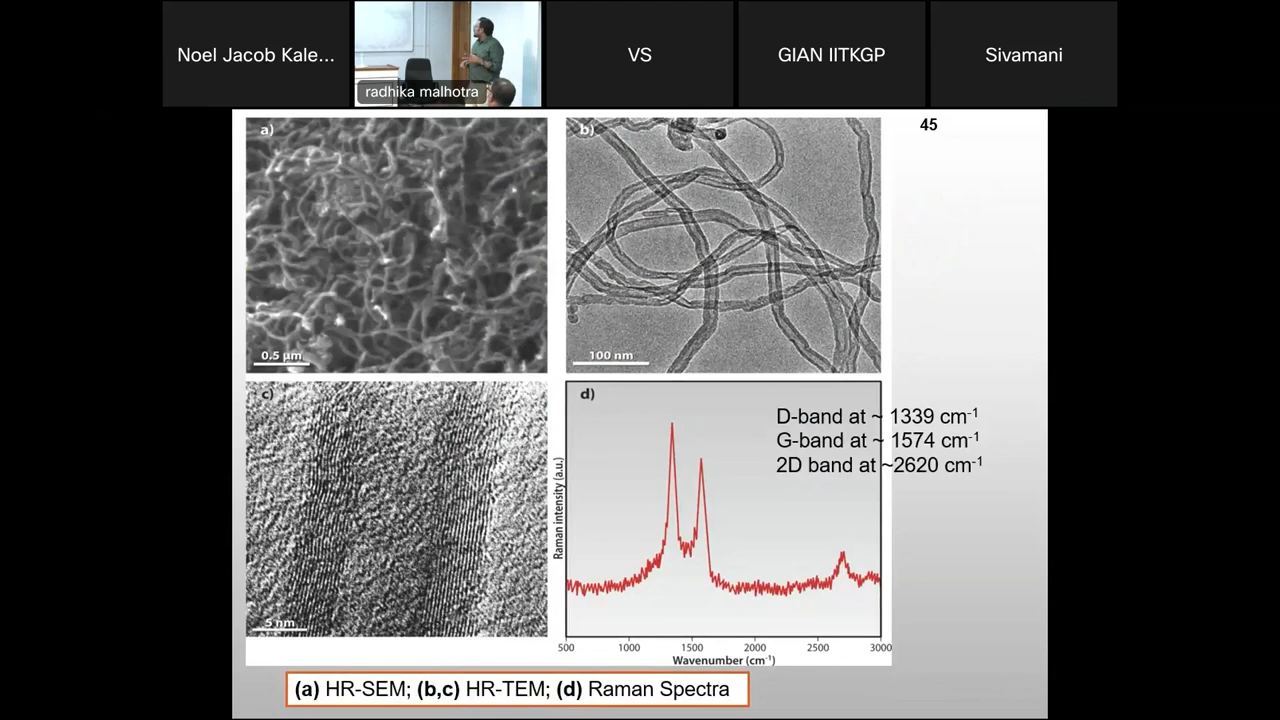 Noel Jacob Kale...
radhika malhotra
VS
GIAN IITKGP
Sivamani
45
a)
0.5 µm
b)
100 nm
c)
5 nm
d)
D-band at ~ 1339 cm-1
G-band at ~ 1574 cm-1
2D band at ~2620 cm-1
Raman intensity (a.u.)
500 1000 1500 2000 2500 3000
Wavenumber (cm-1)
(a) HR-SEM; (b,c) HR-TEM; (d) Raman Spectra